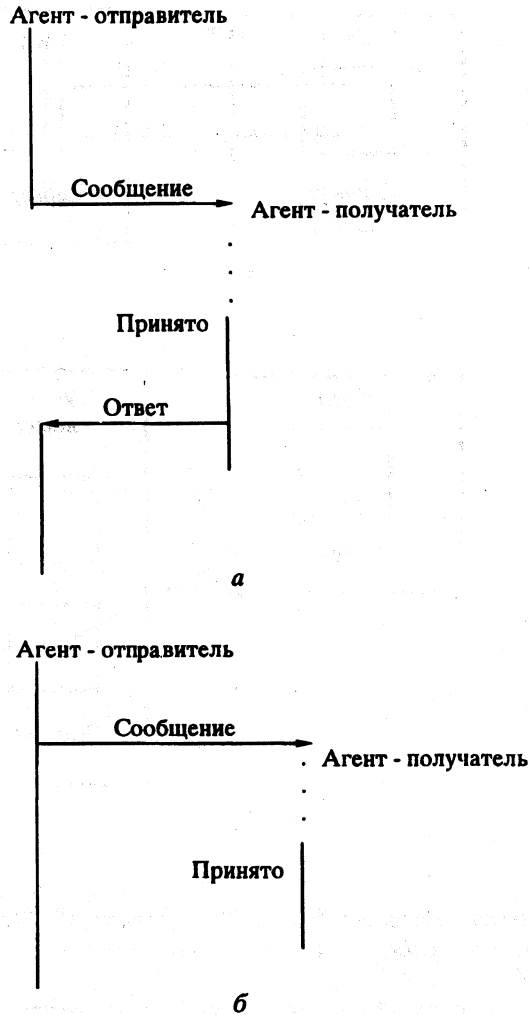 Агент - отправитель
Сообщение
Агент - получатель
Принято
Ответ
а
Агент - отправитель
Сообщение
Агент - получатель
Принято
б